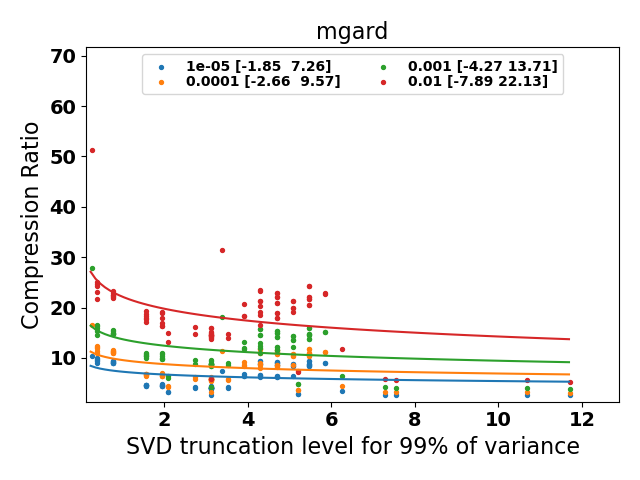 mgard
1e-05 [-1.85  7.26]
0.0001 [-2.66  9.57]
0.001 [-4.27 13.71]
0.01 [-7.89 22.13]
Compression Ratio
70
60
50
40
30
20
10
2 4 6 8 10 12
SVD truncation level for 99% of variance